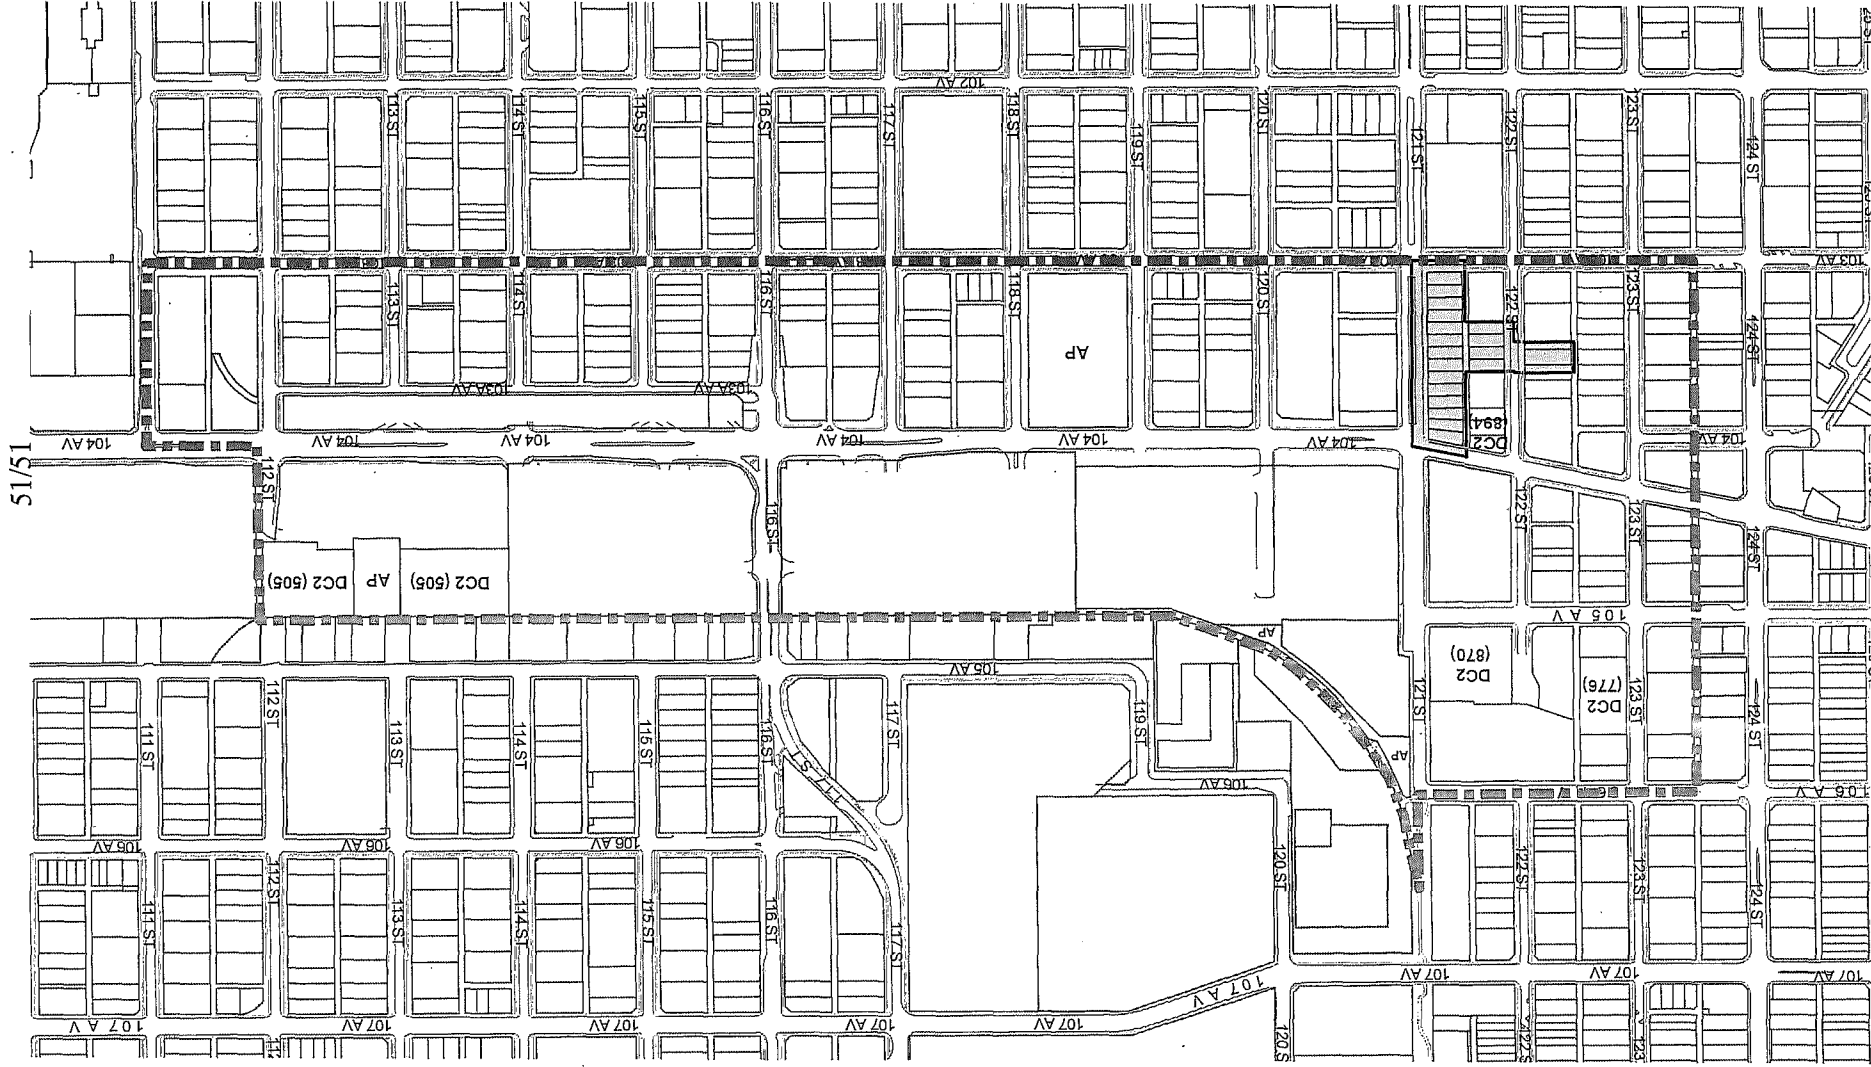 102 AV
113 ST
114 ST
115 ST
116 ST
117 ST
118 ST
119 ST
120 ST
121 ST
122 ST
123 ST
124 ST
103 AV
113 ST
114 ST
116 ST
118 ST
120 ST
122 ST
123 ST
124 ST
AP
103A AV
103A AV
DC2
(894)
104 AV
104 AV
104 AV
104 AV
104 AV
104 AV
104 AV
51/51
112 ST
116 ST
122 ST
123 ST
124 ST
DC2 (505)
AP
DC2 (505)
105 AV
AP
105 AV
DC2
(870)
DC2
(776)
111 ST
112 ST
113 ST
114 ST
115 ST
116 ST
117 ST
117 ST
119 ST
121 ST
123 ST
124 ST
AP
106 AV
106 AV
106 AV
106 AV
106 AV
111 ST
112 ST
113 ST
114 ST
115 ST
116 ST
117 ST
120 ST
122 ST
123 ST
124 ST
107 AV
107 AV
107 AV
107 AV
107 AV
107 AV
107 AV
107 AV
107 AV